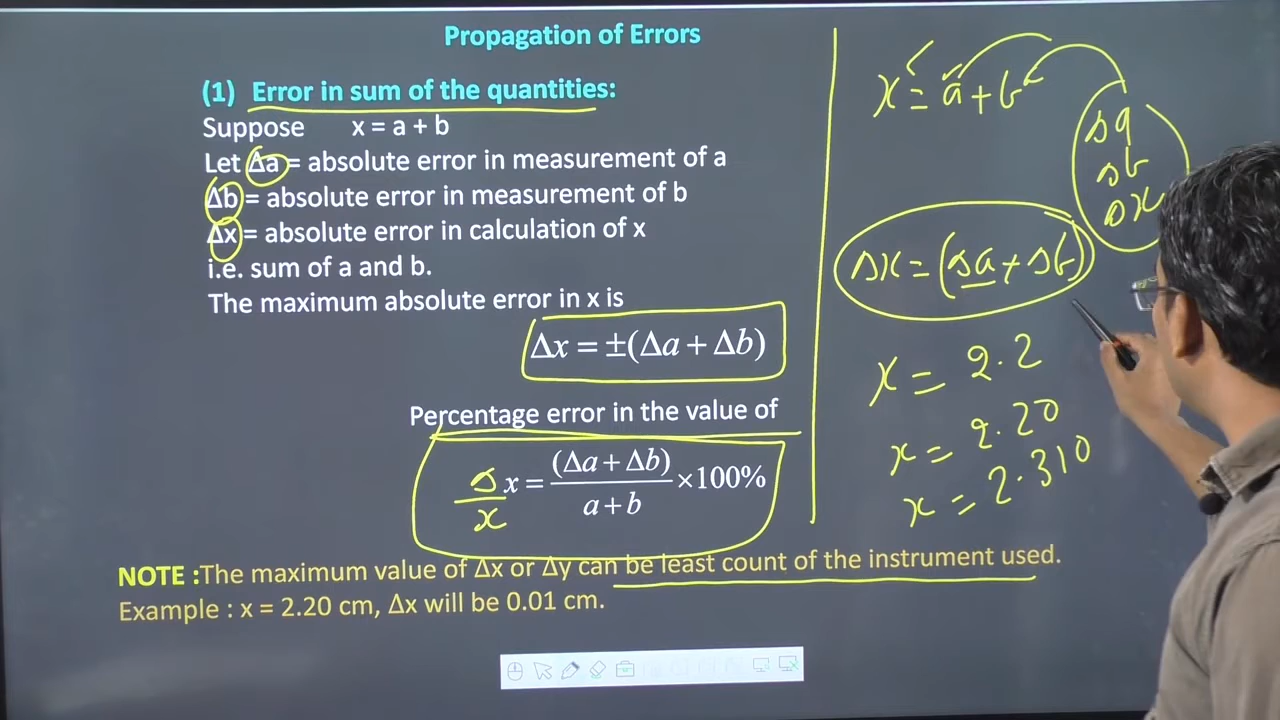 Propagation of Errors
(1) Error in sum of the quantities:
Suppose x = a + b
Let Δa = absolute error in measurement of a
Δb = absolute error in measurement of b
Δx = absolute error in calculation of x
i.e. sum of a and b.
The maximum absolute error in x is
Δx = ±(Δa + Δb)
Percentage error in the value of
Δ/x x = (Δa + Δb)/(a + b) ×100%
NOTE :The maximum value of Δx or Δy can be least count of the instrument used.
Example : x = 2.20 cm, Δx will be 0.01 cm.
x = a + b
Δa
Δb
Δx
Δx = (Δa + Δb)
x = 2.2
x = 2.20
x = 2.310